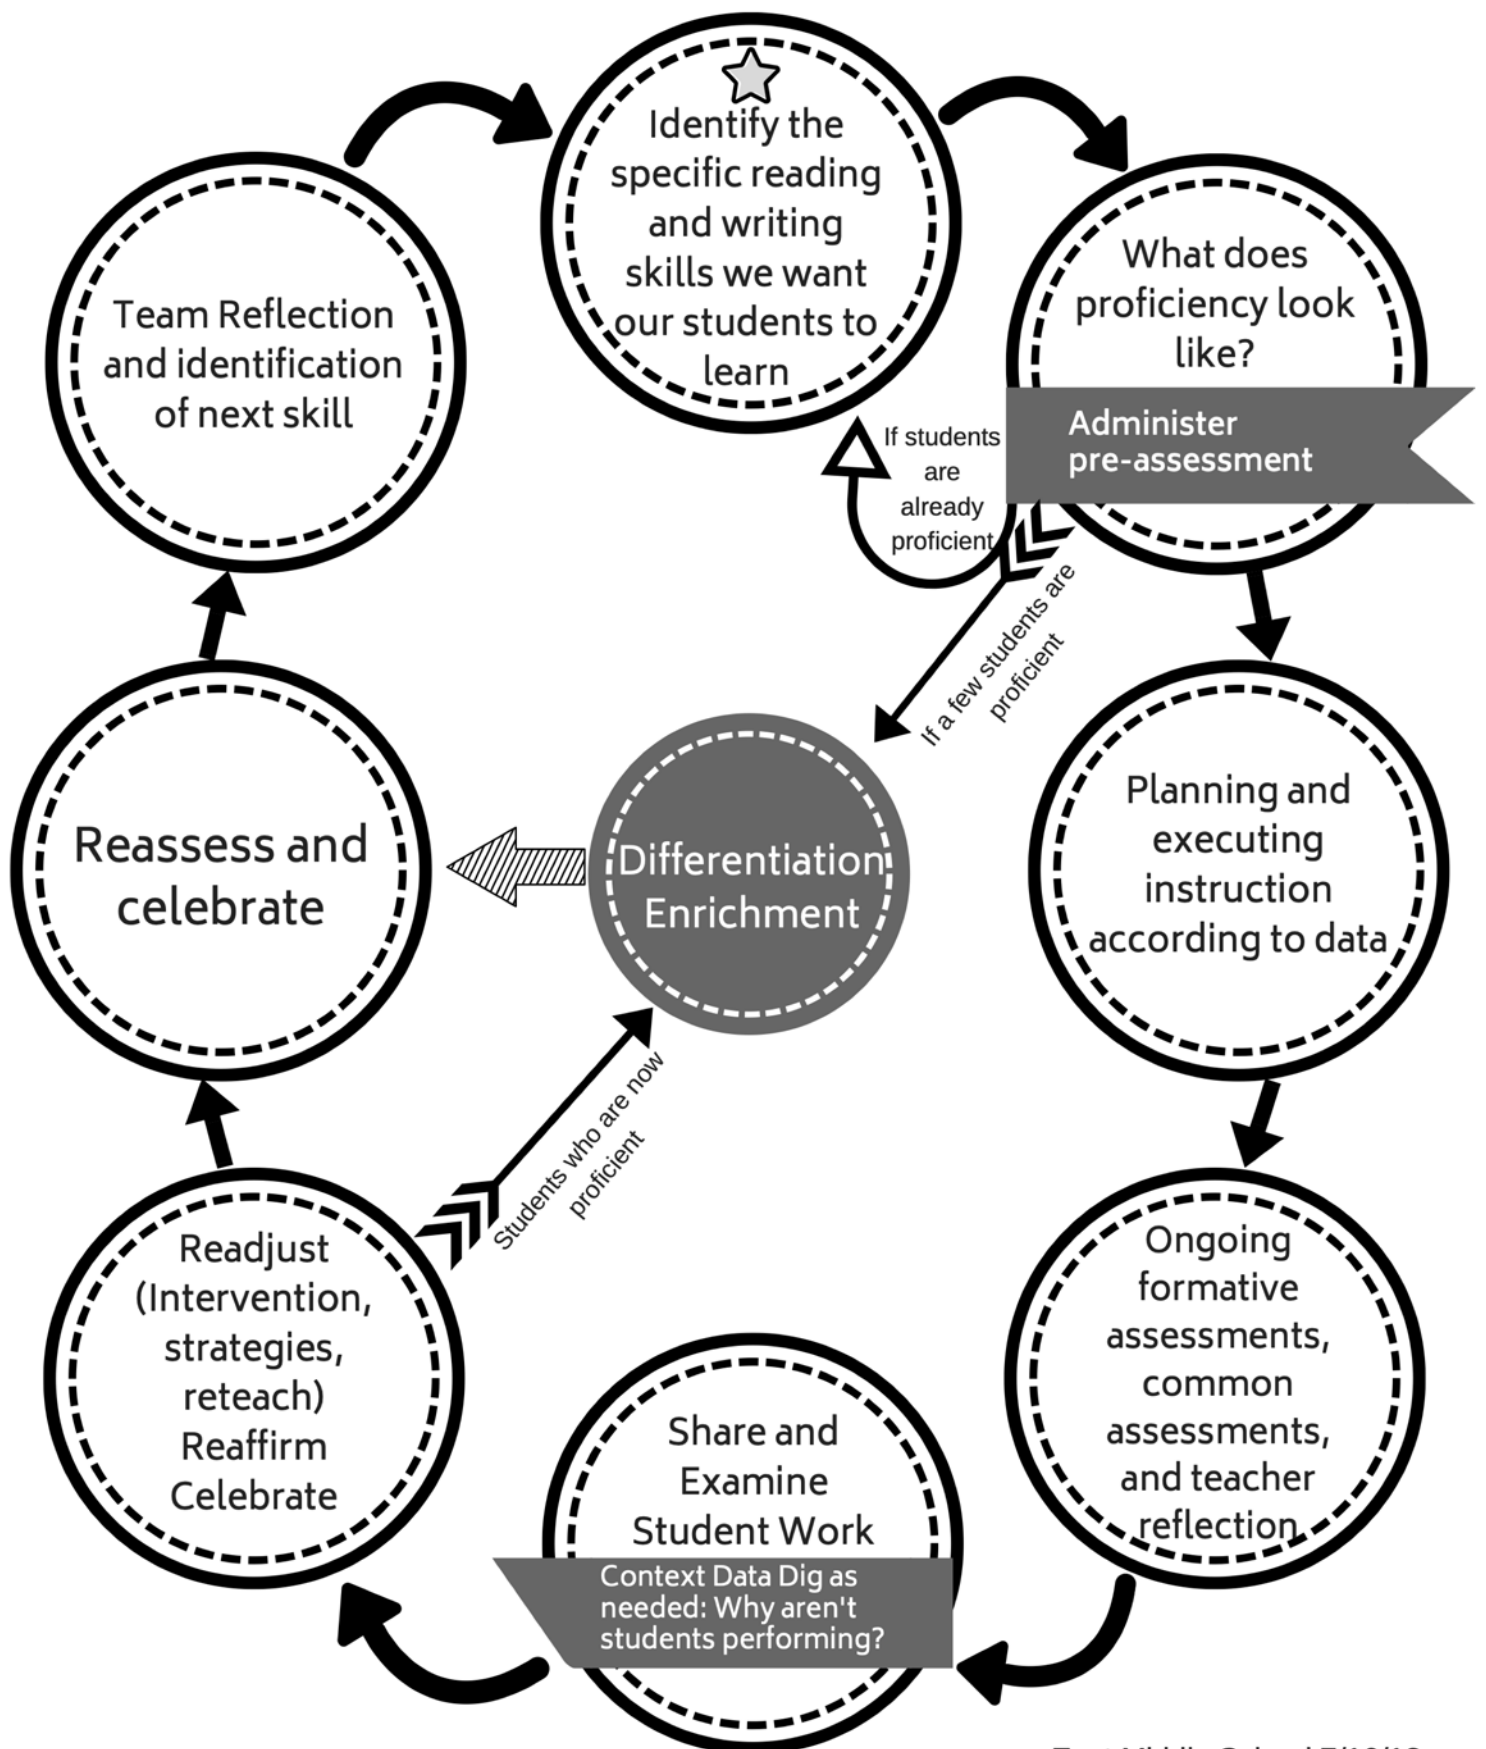 Identify the
specific reading
and writing
skills we want
our students to
learn
What does
proficiency look
like?
Administer
pre-assessment
If students
are
already
proficient
If a few students are
proficient
Planning and
executing
instruction
according to data
Ongoing
formative
assessments,
common
assessments,
and teacher
reflection
Share and
Examine
Student Work
Context Data Dig as
needed: Why aren't
students performing?
Readjust
(Intervention,
strategies,
reteach)
Reaffirm
Celebrate
Students who are now
proficient
Differentiation
Enrichment
Reassess and
celebrate
Team Reflection
and identification
of next skill